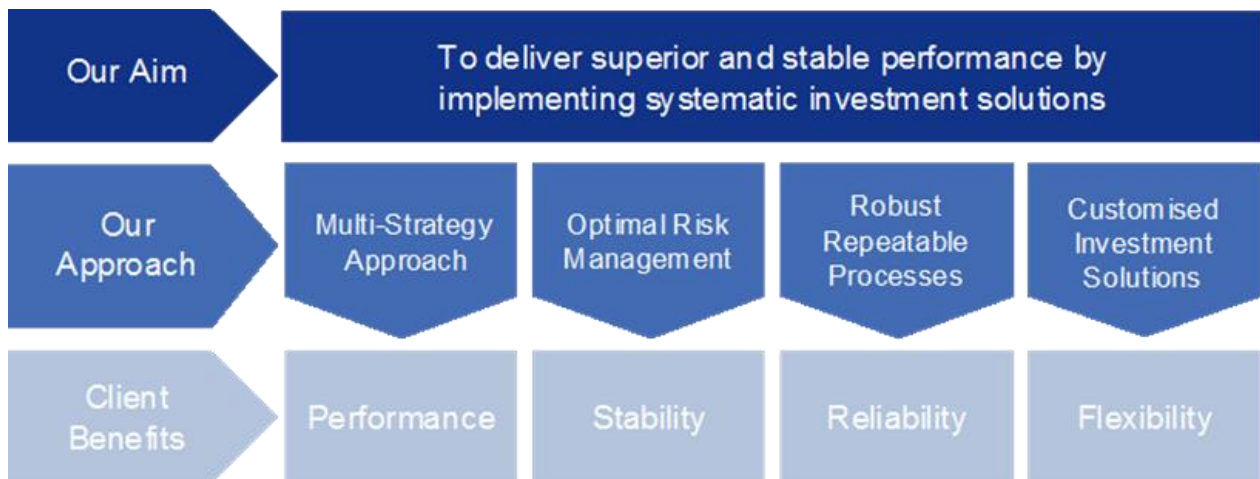 Our Aim
To deliver superior and stable performance by
implementing systematic investment solutions
Our
Approach
Multi-Strategy
Approach
Optimal Risk
Management
Robust
Repeatable
Processes
Customised
Investment
Solutions
Client
Benefits
Performance
Stability
Reliability
Flexibility